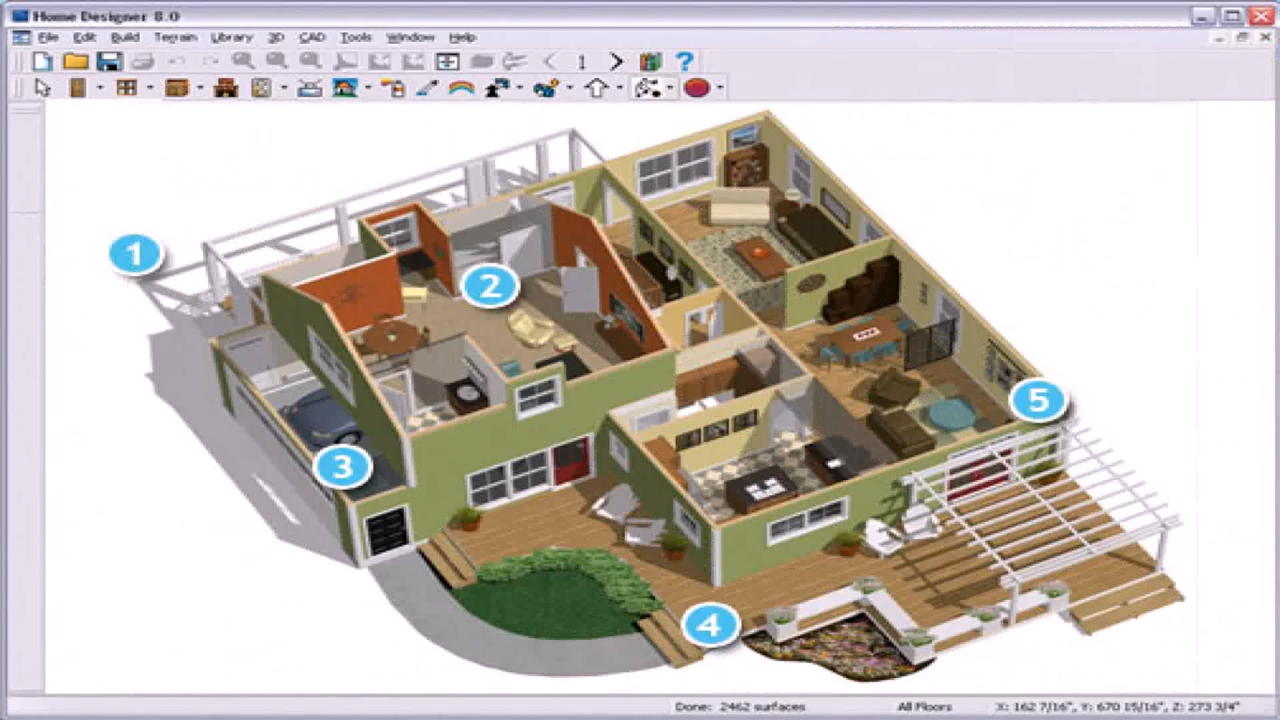 Home Designer 8.0
File Edit Build Terrain Library 3D CAD Tools Window Help
1
?
1
2
3
4
5
Done: 2462 surfaces All Floors X: 162 7/16", Y: 670 15/16", Z: 273 3/4"